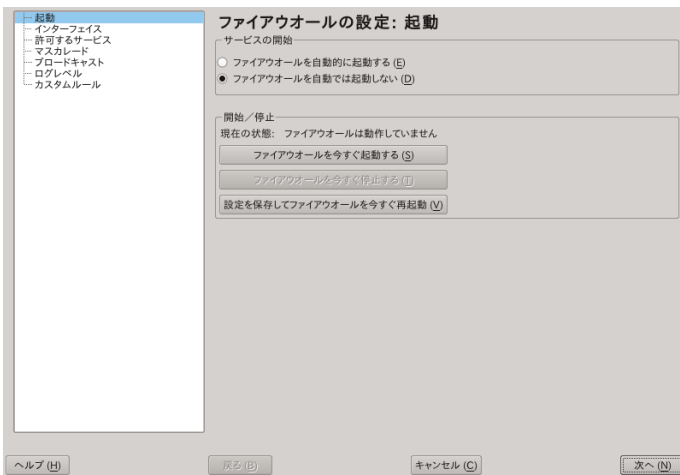 起動
インターフェイス
許可するサービス
マスカレード
ブロードキャスト
ログレベル
カスタムルール
ファイアウオールの設定: 起動
サービスの開始
ファイアウオールを自動的に起動する (E)
ファイアウオールを自動では起動しない (D)
開始／停止
現在の状態: ファイアウオールは動作していません
ファイアウオールを今すぐ起動する (S)
ファイアウオールを今すぐ停止する (T)
設定を保存してファイアウオールを今すぐ再起動 (V)
ヘルプ (H)
戻る (B)
キャンセル (C)
次へ (N)